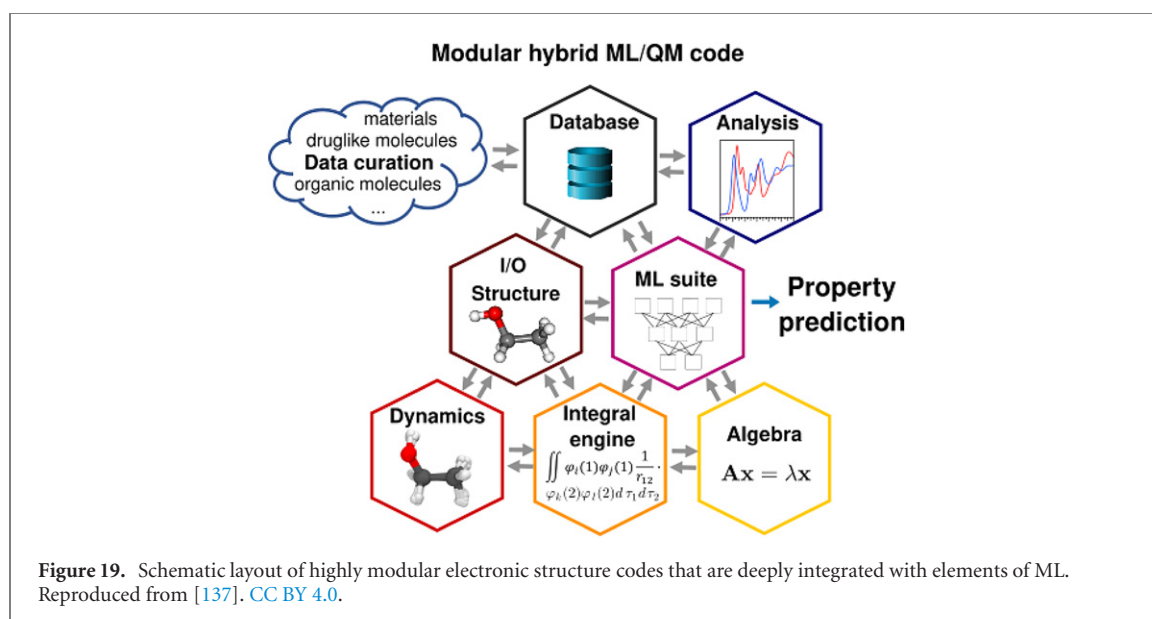 Modular hybrid ML/QM code
materials
druglike molecules
Data curation
organic molecules
...
Database
Analysis
I/O
Structure
ML suite
Property
prediction
Dynamics
Integral
engine
∬ φᵢ(1)φⱼ(1) 1/r₁₂ ·
φₖ(2)φₗ(2)d τ₁d τ₂
Algebra
Ax = λx
Figure 19. Schematic layout of highly modular electronic structure codes that are deeply integrated with elements of ML.
Reproduced from [137]. CC BY 4.0.